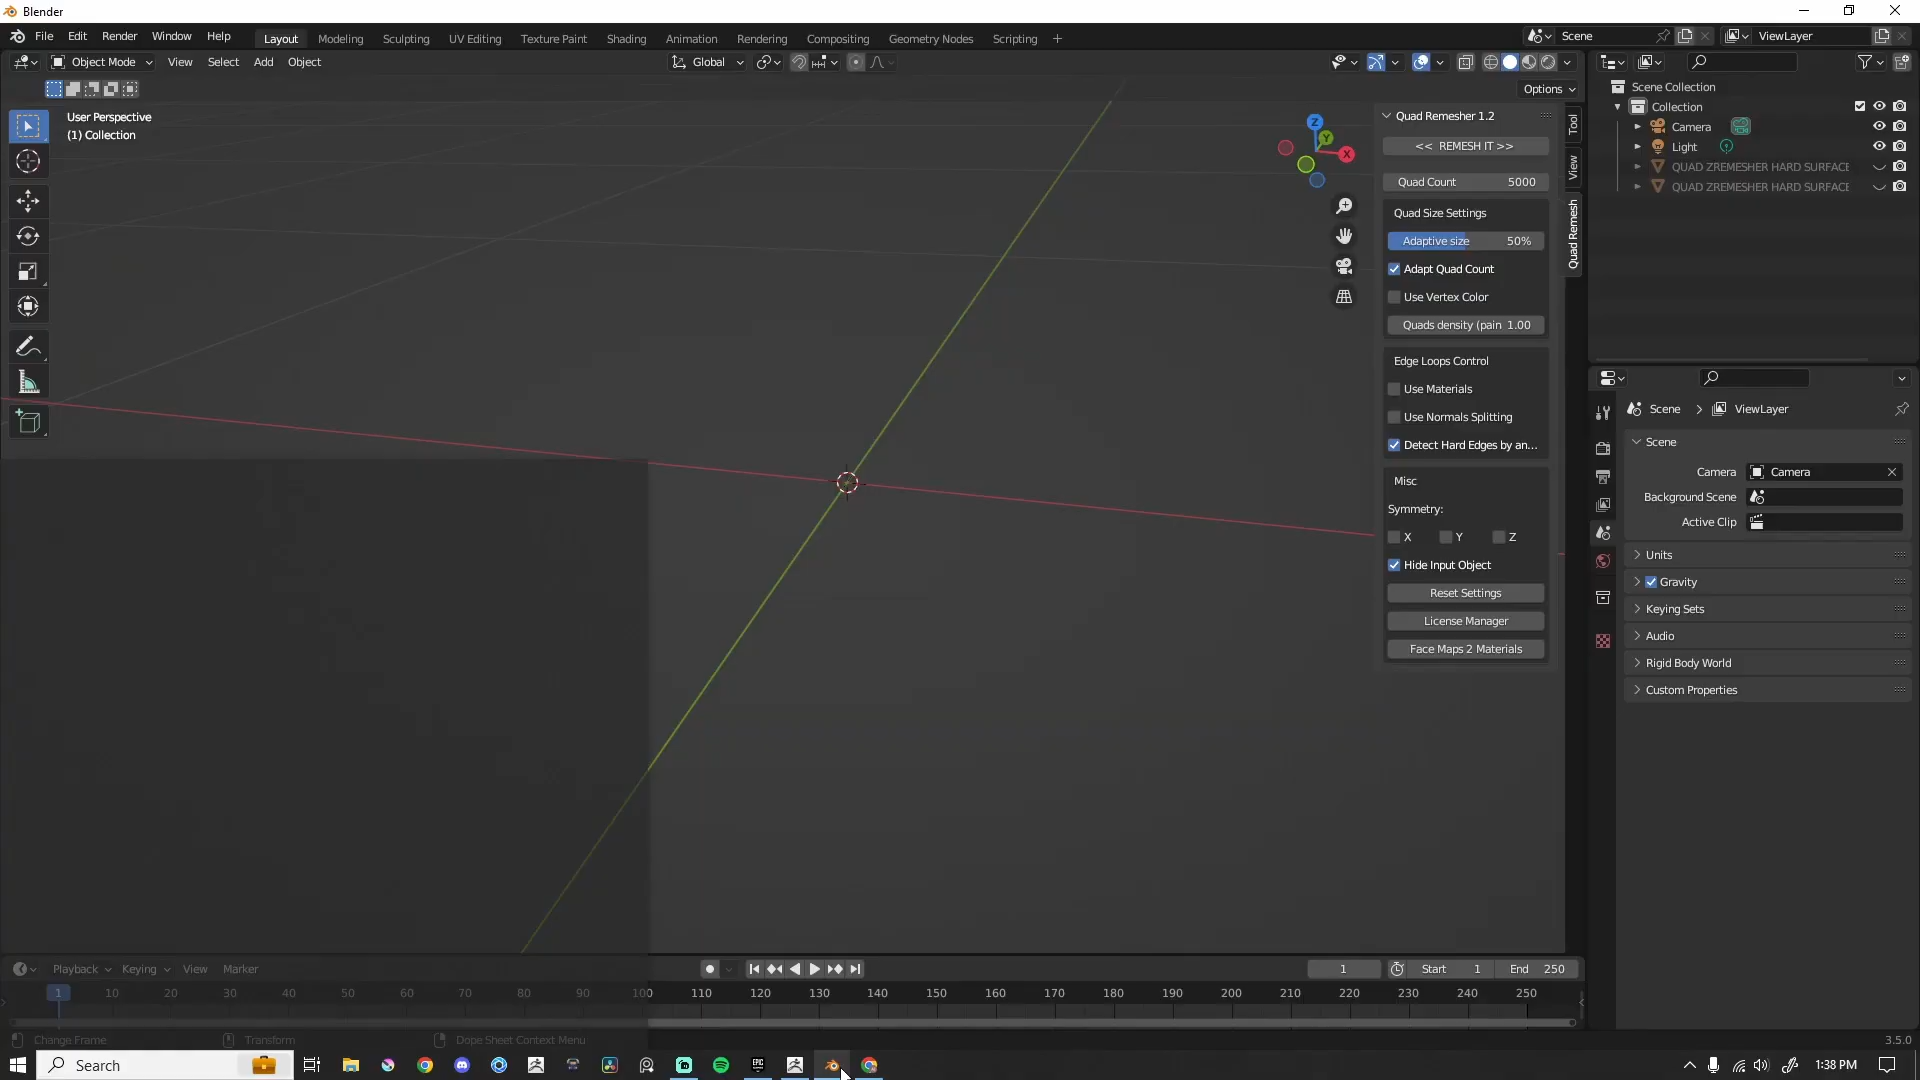 Blender
File Edit Render Window Help Layout Modeling Sculpting UV Editing Texture Paint Shading Animation Rendering Compositing Geometry Nodes Scripting + Scene ViewLayer
Object Mode View Select Add Object Global
Options
User Perspective
(1) Collection
Z
Y
X
Quad Remesher 1.2
<< REMESH IT >>
Quad Count 5000
Quad Size Settings
Adaptive size 50%
Adapt Quad Count
Use Vertex Color
Quads density (pain 1.00
Edge Loops Control
Use Materials
Use Normals Splitting
Detect Hard Edges by an...
Misc
Symmetry:
X Y Z
Hide Input Object
Reset Settings
License Manager
Face Maps 2 Materials
Tool
View
Quad Remesh
Scene Collection
Collection
Camera
Light
QUAD ZREMESHER HARD SURFACE
QUAD ZREMESHER HARD SURFACE
Scene > ViewLayer
Scene
Camera Camera
Background Scene
Active Clip
Units
Gravity
Keying Sets
Audio
Rigid Body World
Custom Properties
Playback Keying View Marker
1 Start 1 End 250
1 10 20 30 40 50 60 70 80 90 100 110 120 130 140 150 160 170 180 190 200 210 220 230 240 250
Change Frame Transform Dope Sheet Context Menu 3.5.0
Search
EPIC
1:38 PM